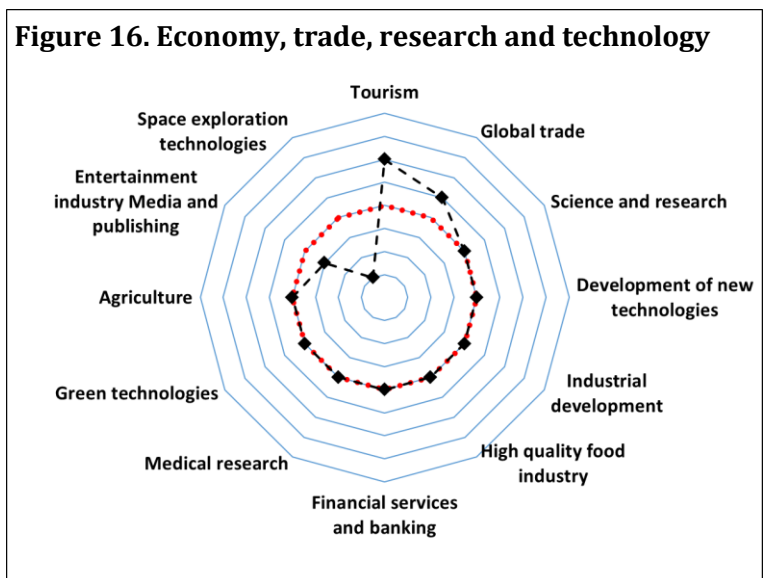 Figure 16. Economy, trade, research and technology
Tourism
Global trade
Science and research
Development of new
technologies
Industrial
development
High quality food
industry
Financial services
and banking
Medical research
Green technologies
Agriculture
Entertainment
industry Media and
publishing
Space exploration
technologies